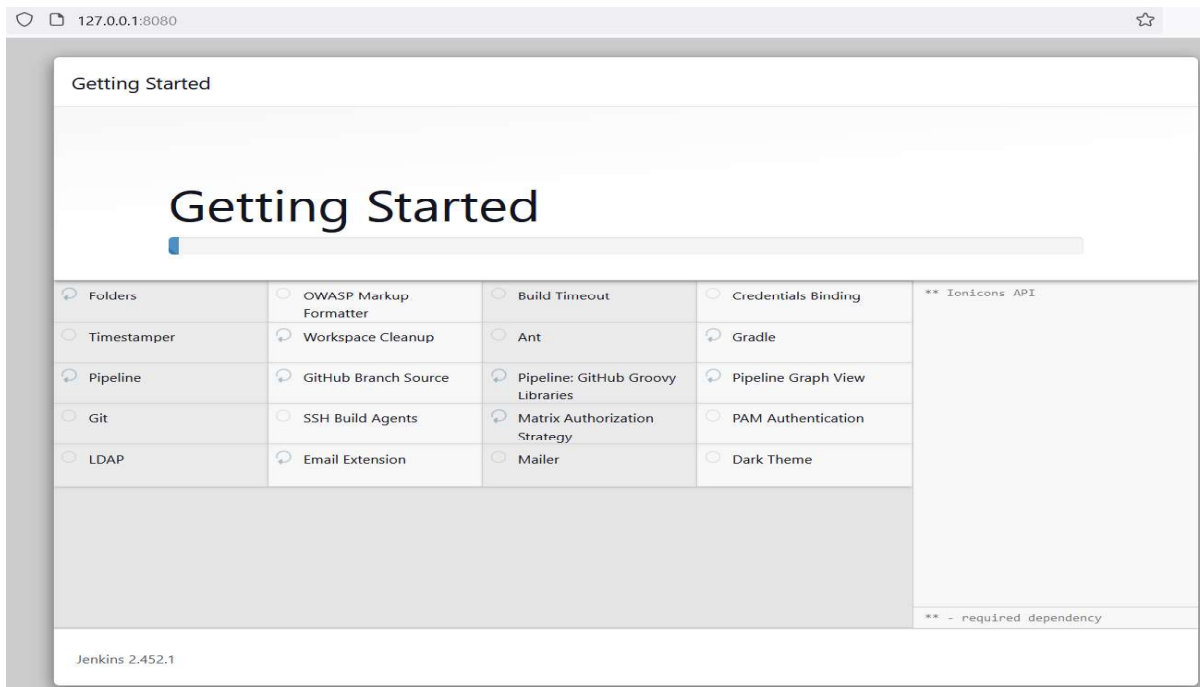 127.0.0.1:8080
Getting Started
Getting Started
Folders
OWASP Markup
Formatter
Build Timeout
Credentials Binding
** Ionicons API
Timestamper
Workspace Cleanup
Ant
Gradle
Pipeline
GitHub Branch Source
Pipeline: GitHub Groovy
Libraries
Pipeline Graph View
Git
SSH Build Agents
Matrix Authorization
Strategy
PAM Authentication
LDAP
Email Extension
Mailer
Dark Theme
** - required dependency
Jenkins 2.452.1